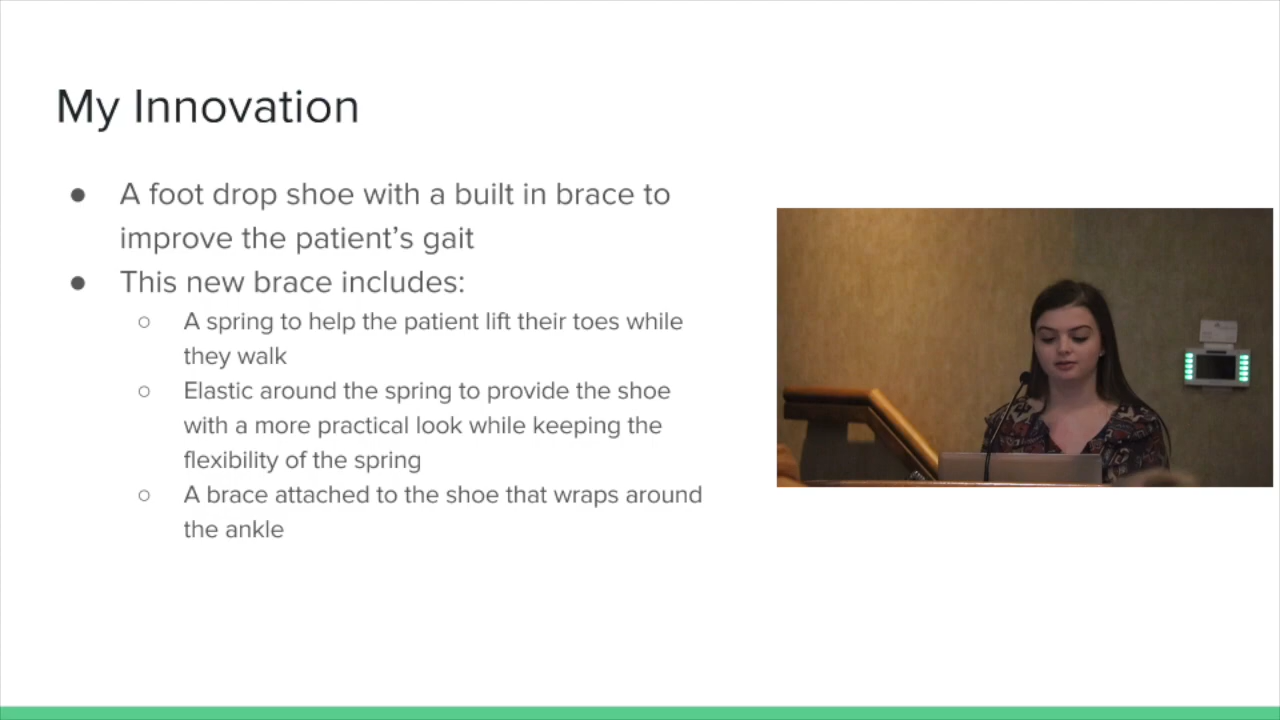 My Innovation
● A foot drop shoe with a built in brace to
improve the patient’s gait
● This new brace includes:
○ A spring to help the patient lift their toes while
they walk
○ Elastic around the spring to provide the shoe
with a more practical look while keeping the
flexibility of the spring
○ A brace attached to the shoe that wraps around
the ankle